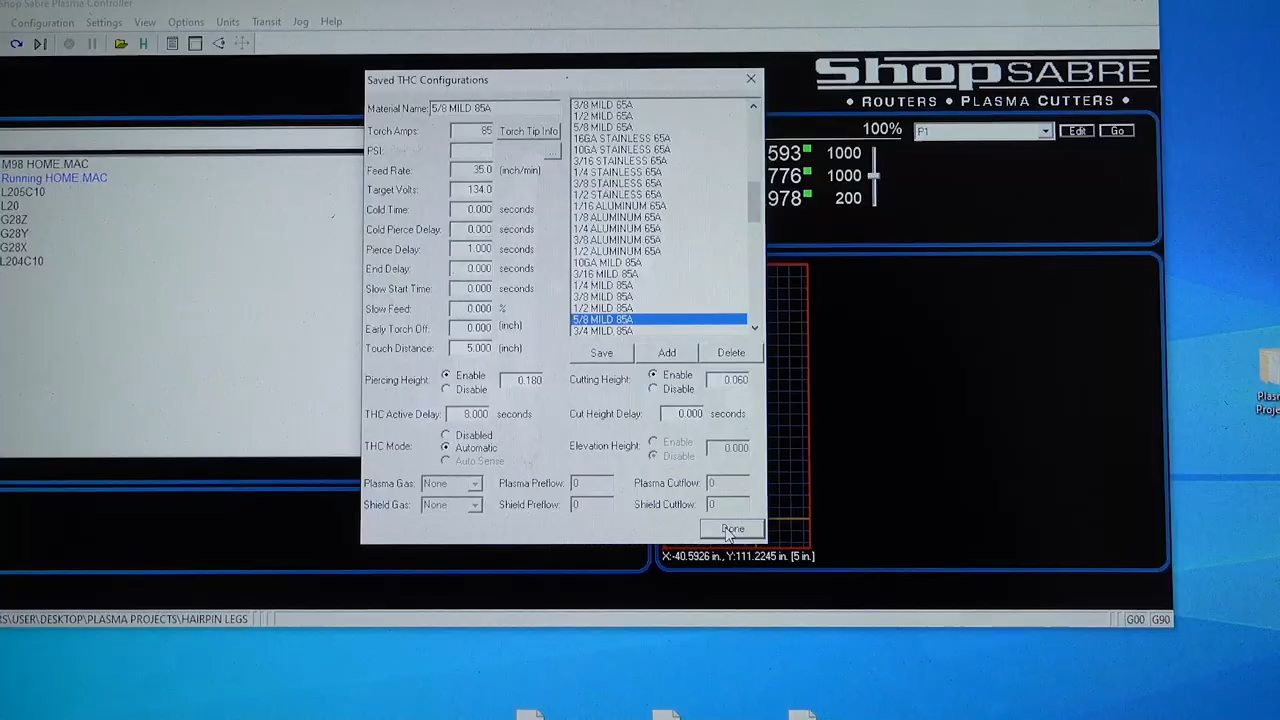 Shop Sabre Plasma Controller
Configuration Settings View Options Units Transit Jog Help
H
ShopSABRE
• ROUTERS • PLASMA CUTTERS •
100% P1 Edit Go
593 1000
776 1000
978 200
M98 HOME.MAC
Running HOME.MAC
L205C10
L20
G28Z
G28Y
G28X
L204C10
Saved THC Configurations
Material Name: 5/8 MILD 85A
Torch Amps: 85 Torch Tip Info
PSI: ...
Feed Rate: 35.0 (inch/min)
Target Volts: 134.0
Cold Time: 0.000 seconds
Cold Pierce Delay: 0.000 seconds
Pierce Delay: 1.000 seconds
End Delay: 0.000 seconds
Slow Start Time: 0.000 seconds
Slow Feed: 0.000 %
Early Torch Off: 0.000 (inch)
Touch Distance: 5.000 (inch)
3/8 MILD 65A
1/2 MILD 65A
5/8 MILD 65A
16GA STAINLESS 65A
10GA STAINLESS 65A
3/16 STAINLESS 65A
1/4 STAINLESS 65A
3/8 STAINLESS 65A
1/2 STAINLESS 65A
1/16 ALUMINUM 65A
1/8 ALUMINUM 65A
1/4 ALUMINUM 65A
3/8 ALUMINUM 65A
1/2 ALUMINUM 65A
10GA MILD 85A
3/16 MILD 85A
1/4 MILD 85A
3/8 MILD 85A
1/2 MILD 85A
5/8 MILD 85A
3/4 MILD 85A
Save Add Delete
Piercing Height: Enable 0.180
Disable
Cutting Height: Enable 0.060
Disable
THC Active Delay: 8.000 seconds
Cut Height Delay: 0.000 seconds
THC Mode: Disabled
Automatic
Auto Sense
Elevation Height: Enable 0.000
Disable
Plasma Gas: None Plasma Preflow: 0 Plasma Cutflow: 0
Shield Gas: None Shield Preflow: 0 Shield Cutflow: 0
Done
X:-40.5926 in., Y:111.2245 in. [5 in.]
RS\USER\DESKTOP\PLASMA PROJECTS\HAIRPIN LEGS
G00 G90
Plas
Proje